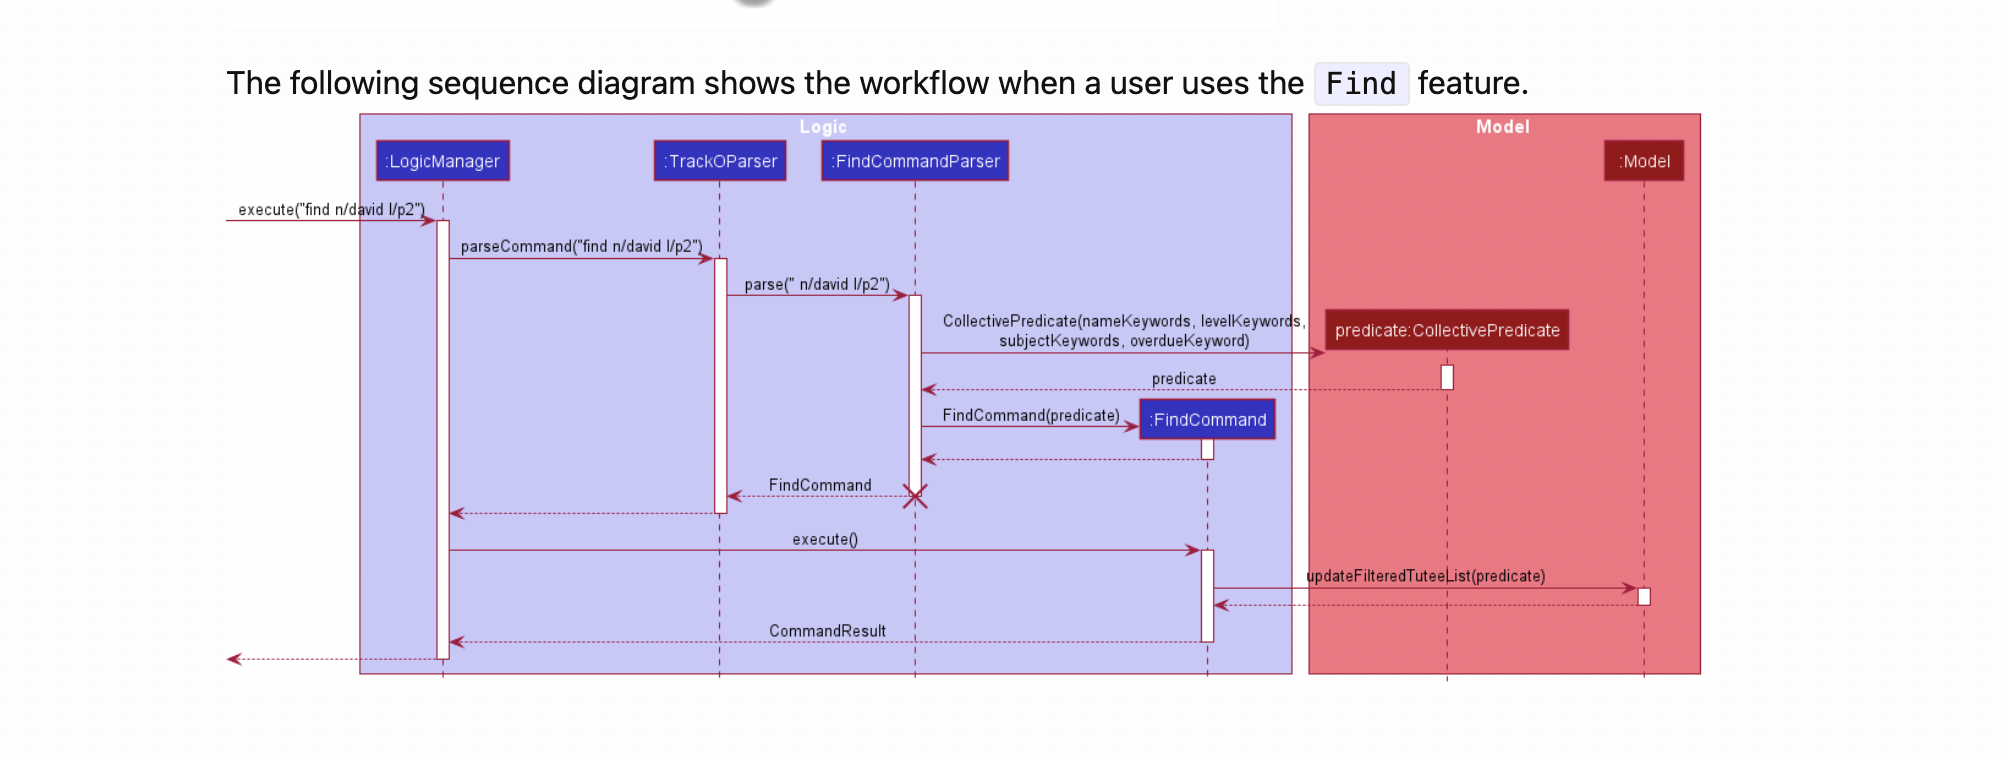 The following sequence diagram shows the workflow when a user uses the Find feature.
Logic
Model
:LogicManager
:TrackOParser
:FindCommandParser
:Model
execute("find n/david l/p2")
parseCommand("find n/david l/p2")
parse(" n/david l/p2")
CollectivePredicate(nameKeywords, levelKeywords,
subjectKeywords, overdueKeyword)
predicate:CollectivePredicate
predicate
FindCommand(predicate)
:FindCommand
FindCommand
execute()
updateFilteredTuteeList(predicate)
CommandResult